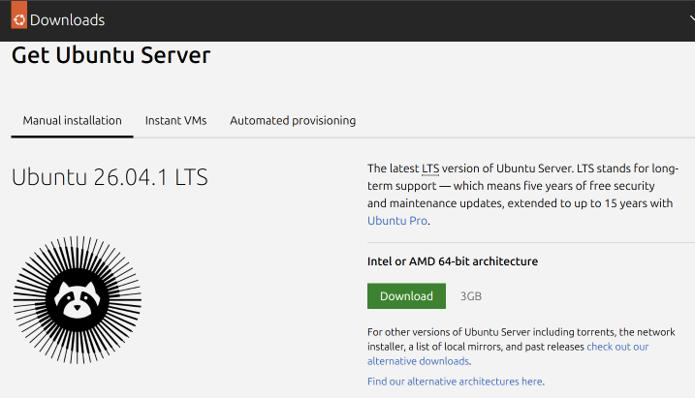 Downloads
Get Ubuntu Server
Manual installation
Instant VMs
Automated provisioning
Ubuntu 26.04.1 LTS
The latest LTS version of Ubuntu Server. LTS stands for long-
term support — which means five years of free security
and maintenance updates, extended to up to 15 years with
Ubuntu Pro.
Intel or AMD 64-bit architecture
Download 3GB
For other versions of Ubuntu Server including torrents, the network
installer, a list of local mirrors, and past releases check out our
alternative downloads.
Find our alternative architectures here.